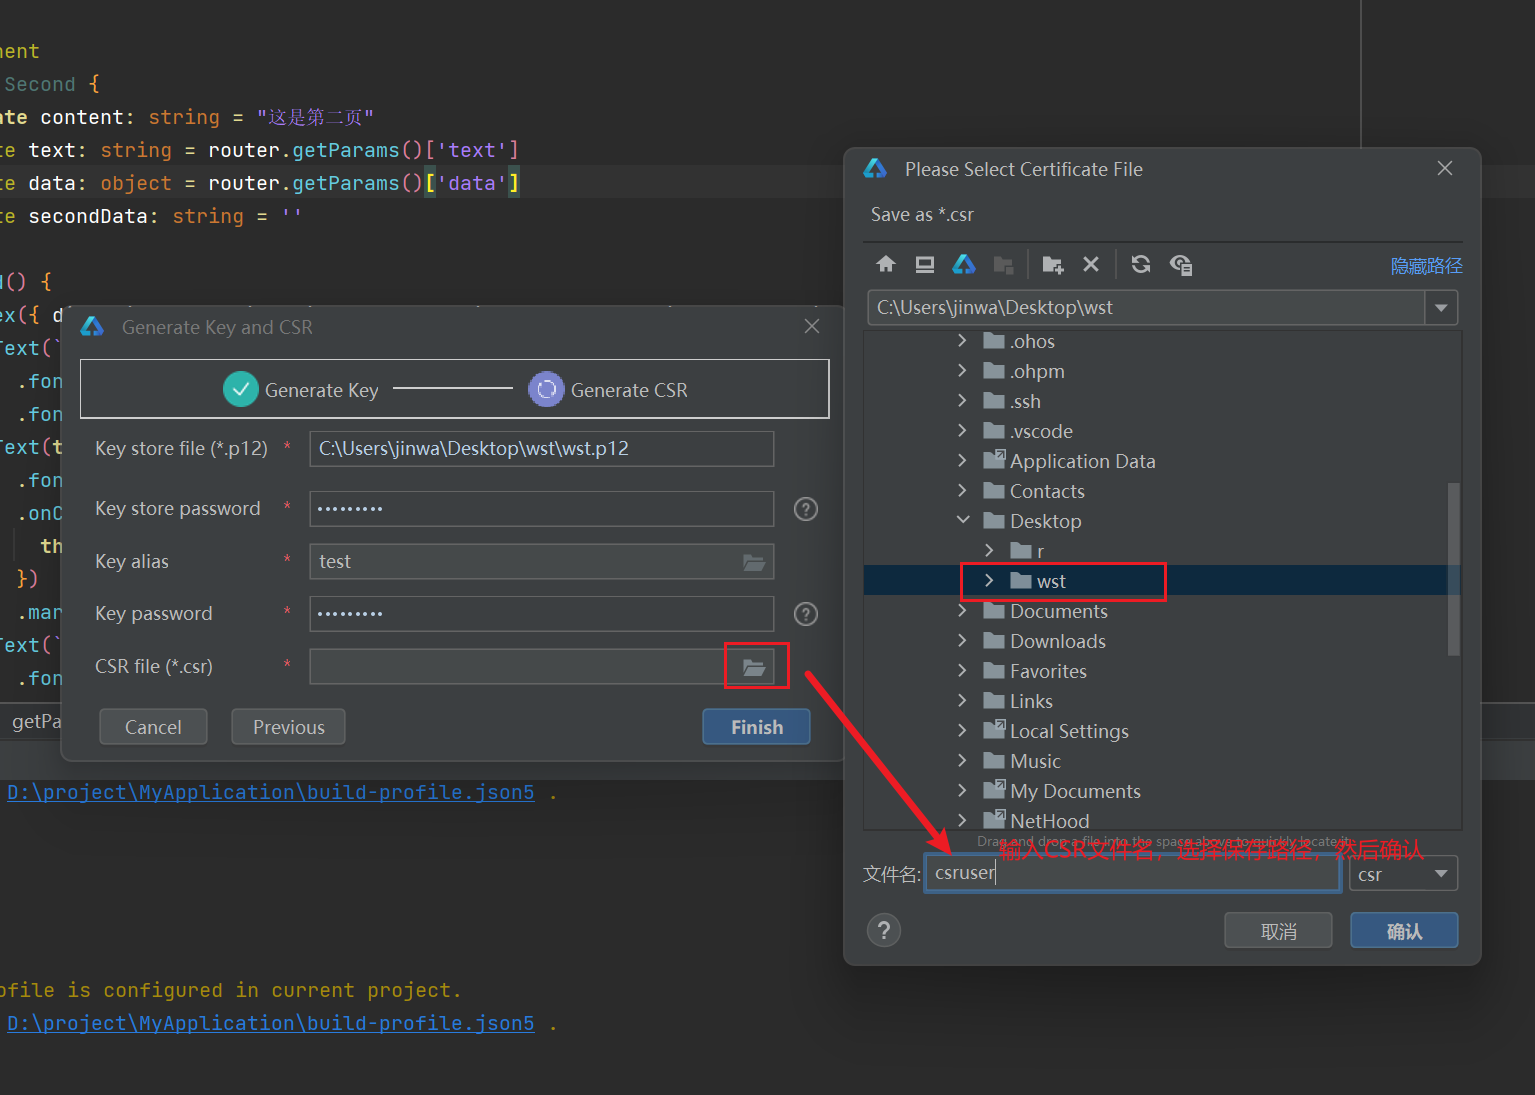 nent
Second {
ate content: string = "这是第二页"
te text: string = router.getParams()['text']
te data: object = router.getParams()['data']
te secondData: string = ''
d() {
ex({ d
Text(`
.fon
.fon
Text(t
.fon
.onC
th
})
.mar
Text(`
.fon
getPa
D:\project\MyApplication\build-profile.json5 .
ofile is configured in current project.
D:\project\MyApplication\build-profile.json5 .
Generate Key and CSR
Generate Key
Generate CSR
Key store file (*.p12) * C:\Users\jinwa\Desktop\wst\wst.p12
Key store password * ••••••••• ?
Key alias * test
Key password * ••••••••• ?
CSR file (*.csr) *
Cancel
Previous
Finish
Please Select Certificate File
Save as *.csr
隐藏路径
C:\Users\jinwa\Desktop\wst
.ohos
.ohpm
.ssh
.vscode
Application Data
Contacts
Desktop
r
wst
Documents
Downloads
Favorites
Links
Local Settings
Music
My Documents
NetHood
Drag and drop a file into the space above to quickly locate it
输入CSR文件名，选择保存路径，然后确认
文件名: csruser
csr
?
取消
确认